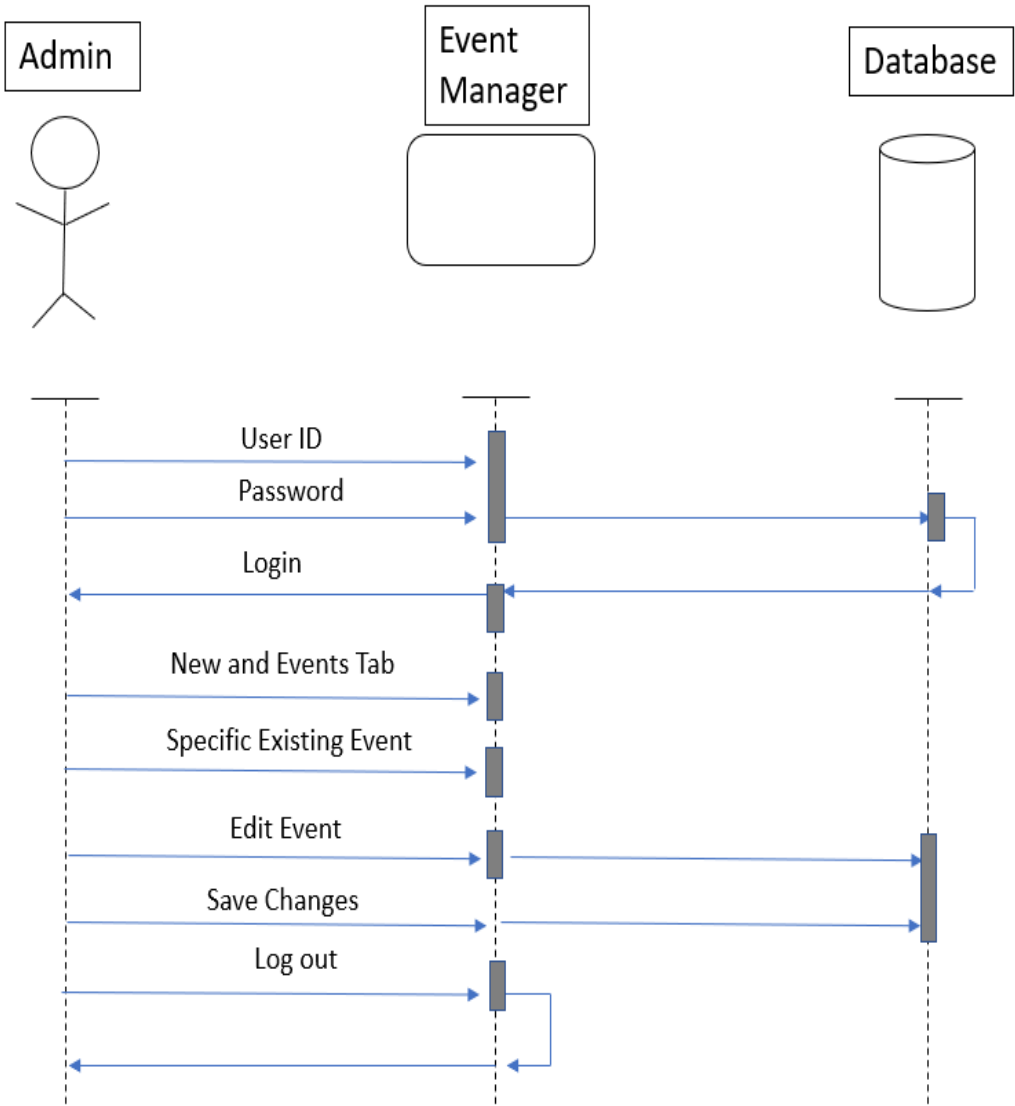 Admin
Event
Manager
Database
User ID
Password
Login
New and Events Tab
Specific Existing Event
Edit Event
Save Changes
Log out